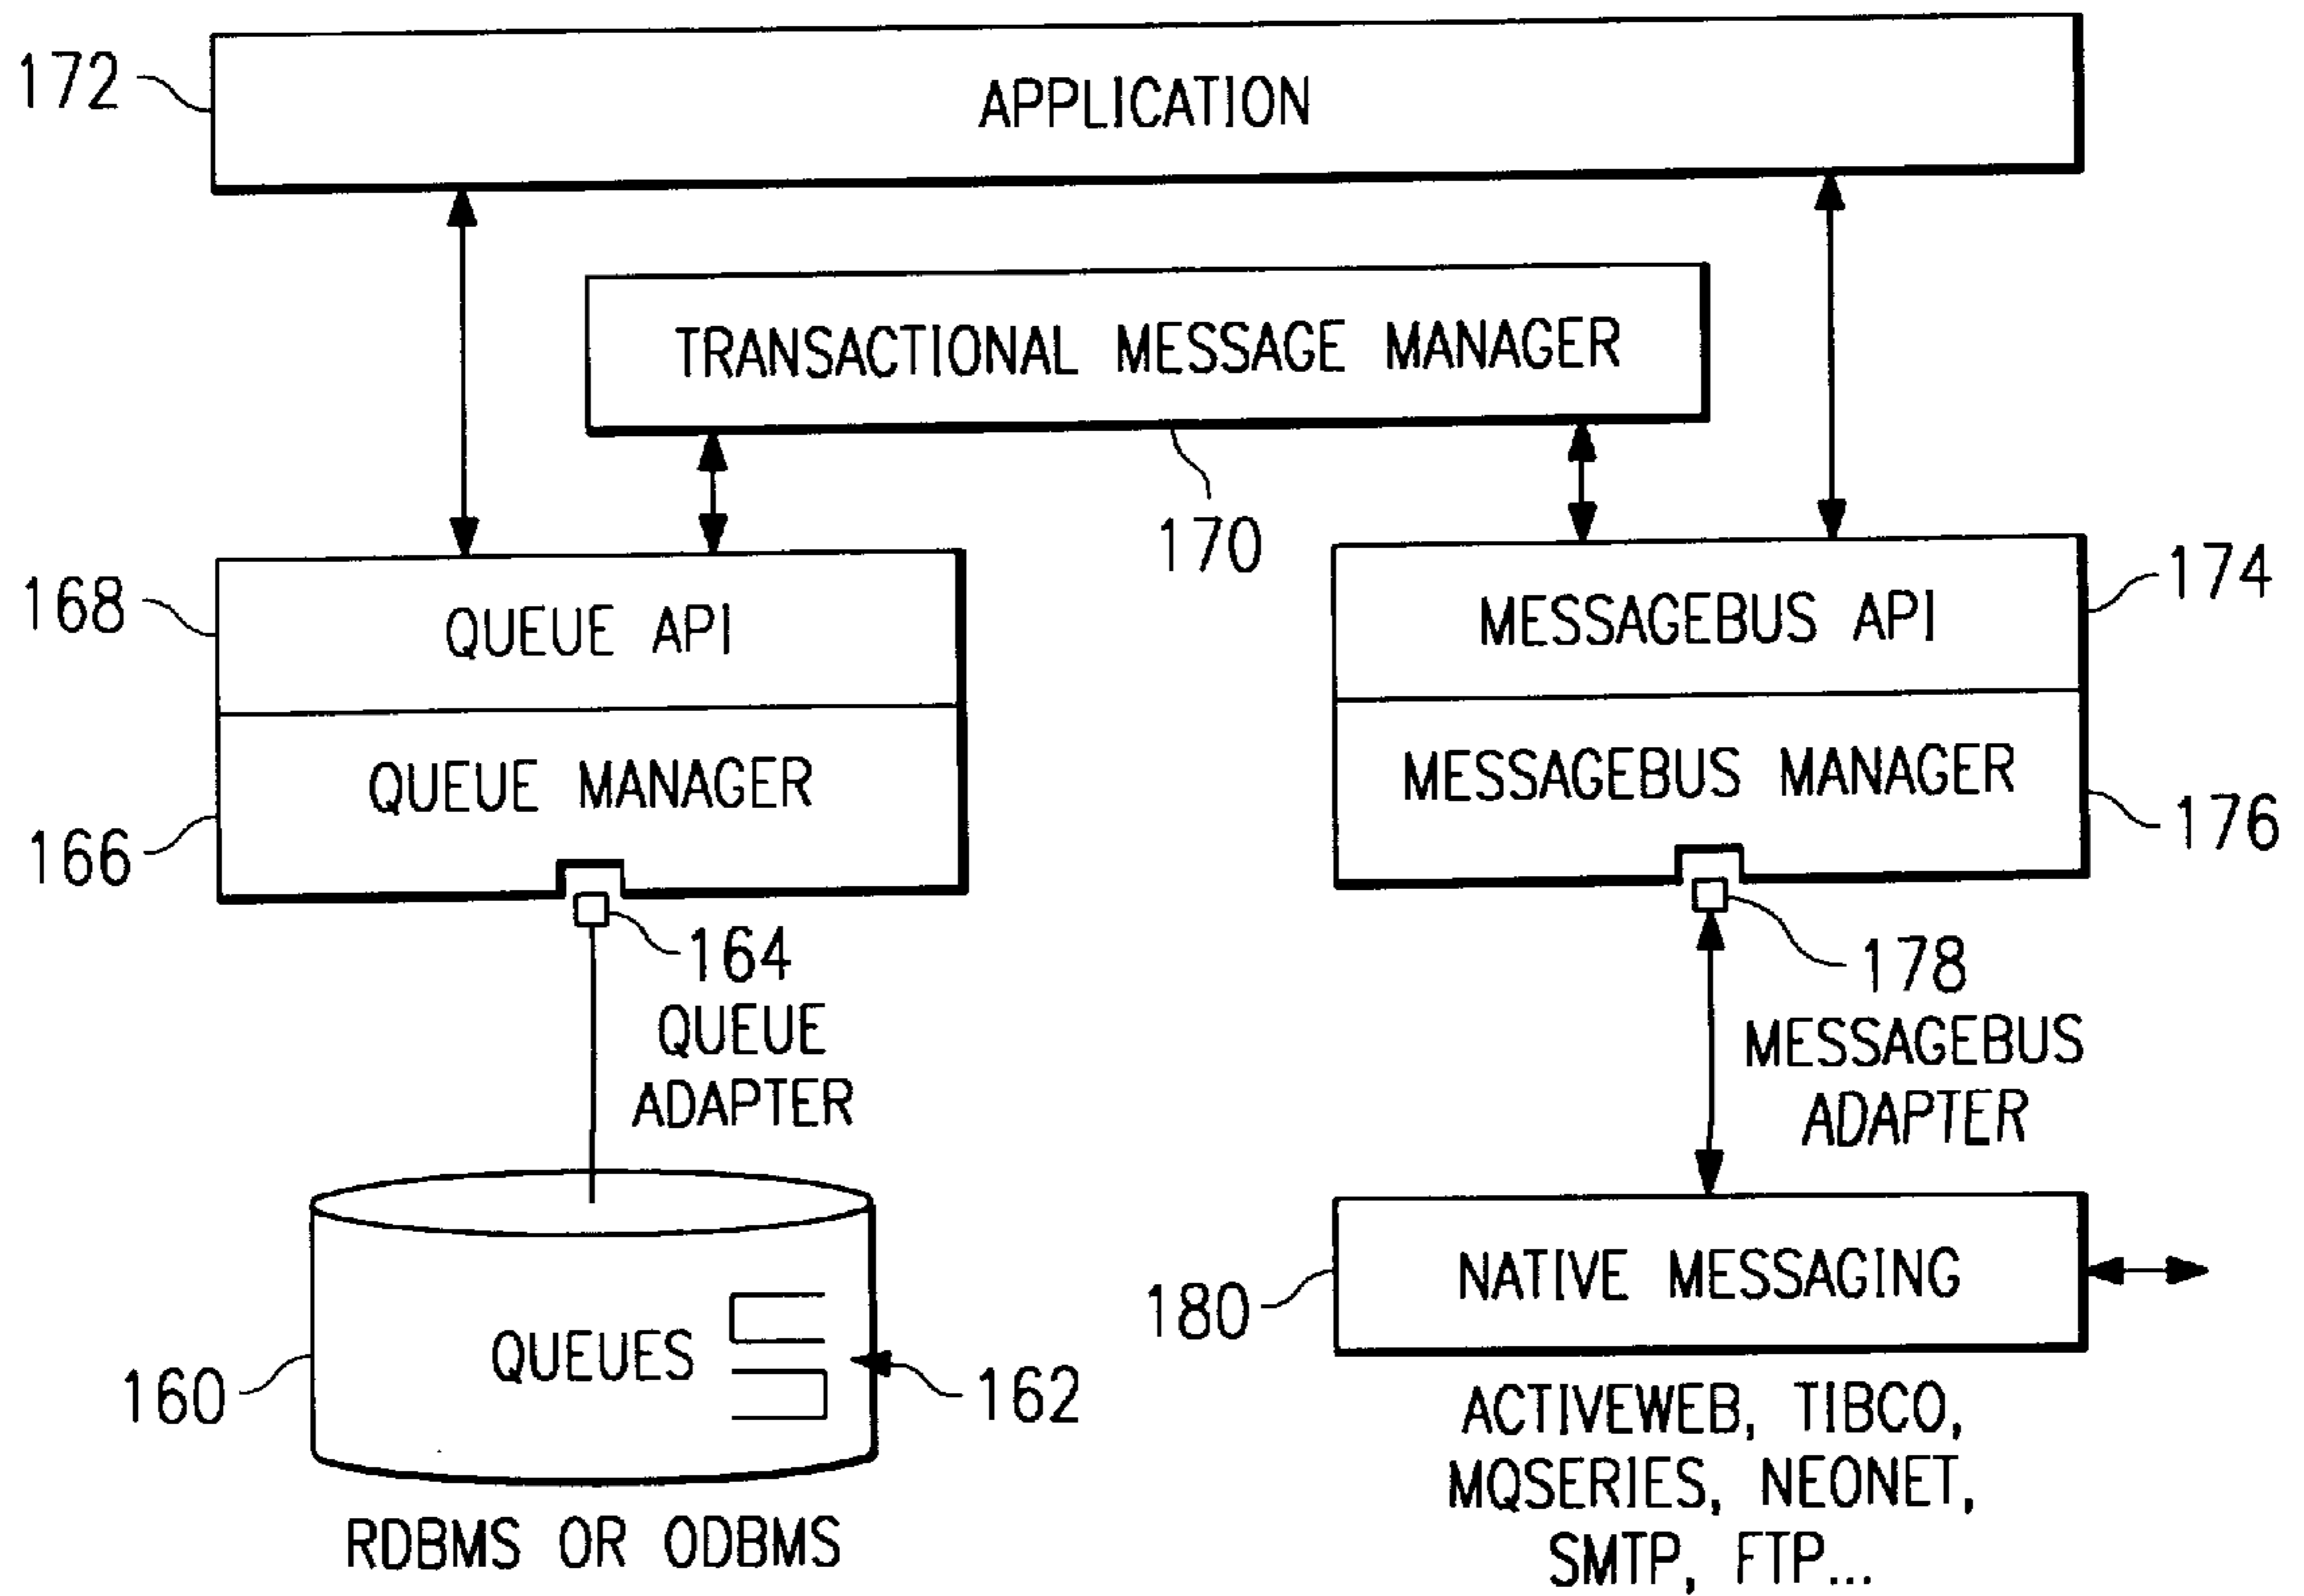 172
APPLICATION
TRANSACTIONAL MESSAGE MANAGER
170
168
QUEUE API
MESSAGEBUS API
174
QUEUE MANAGER
MESSAGEBUS MANAGER
166
176
164
QUEUE
ADAPTER
178
MESSAGEBUS
ADAPTER
160
QUEUES
162
RDBMS OR ODBMS
180
NATIVE MESSAGING
ACTIVEWEB, TIBCO,
MQSERIES, NEONET,
SMTP, FTP...